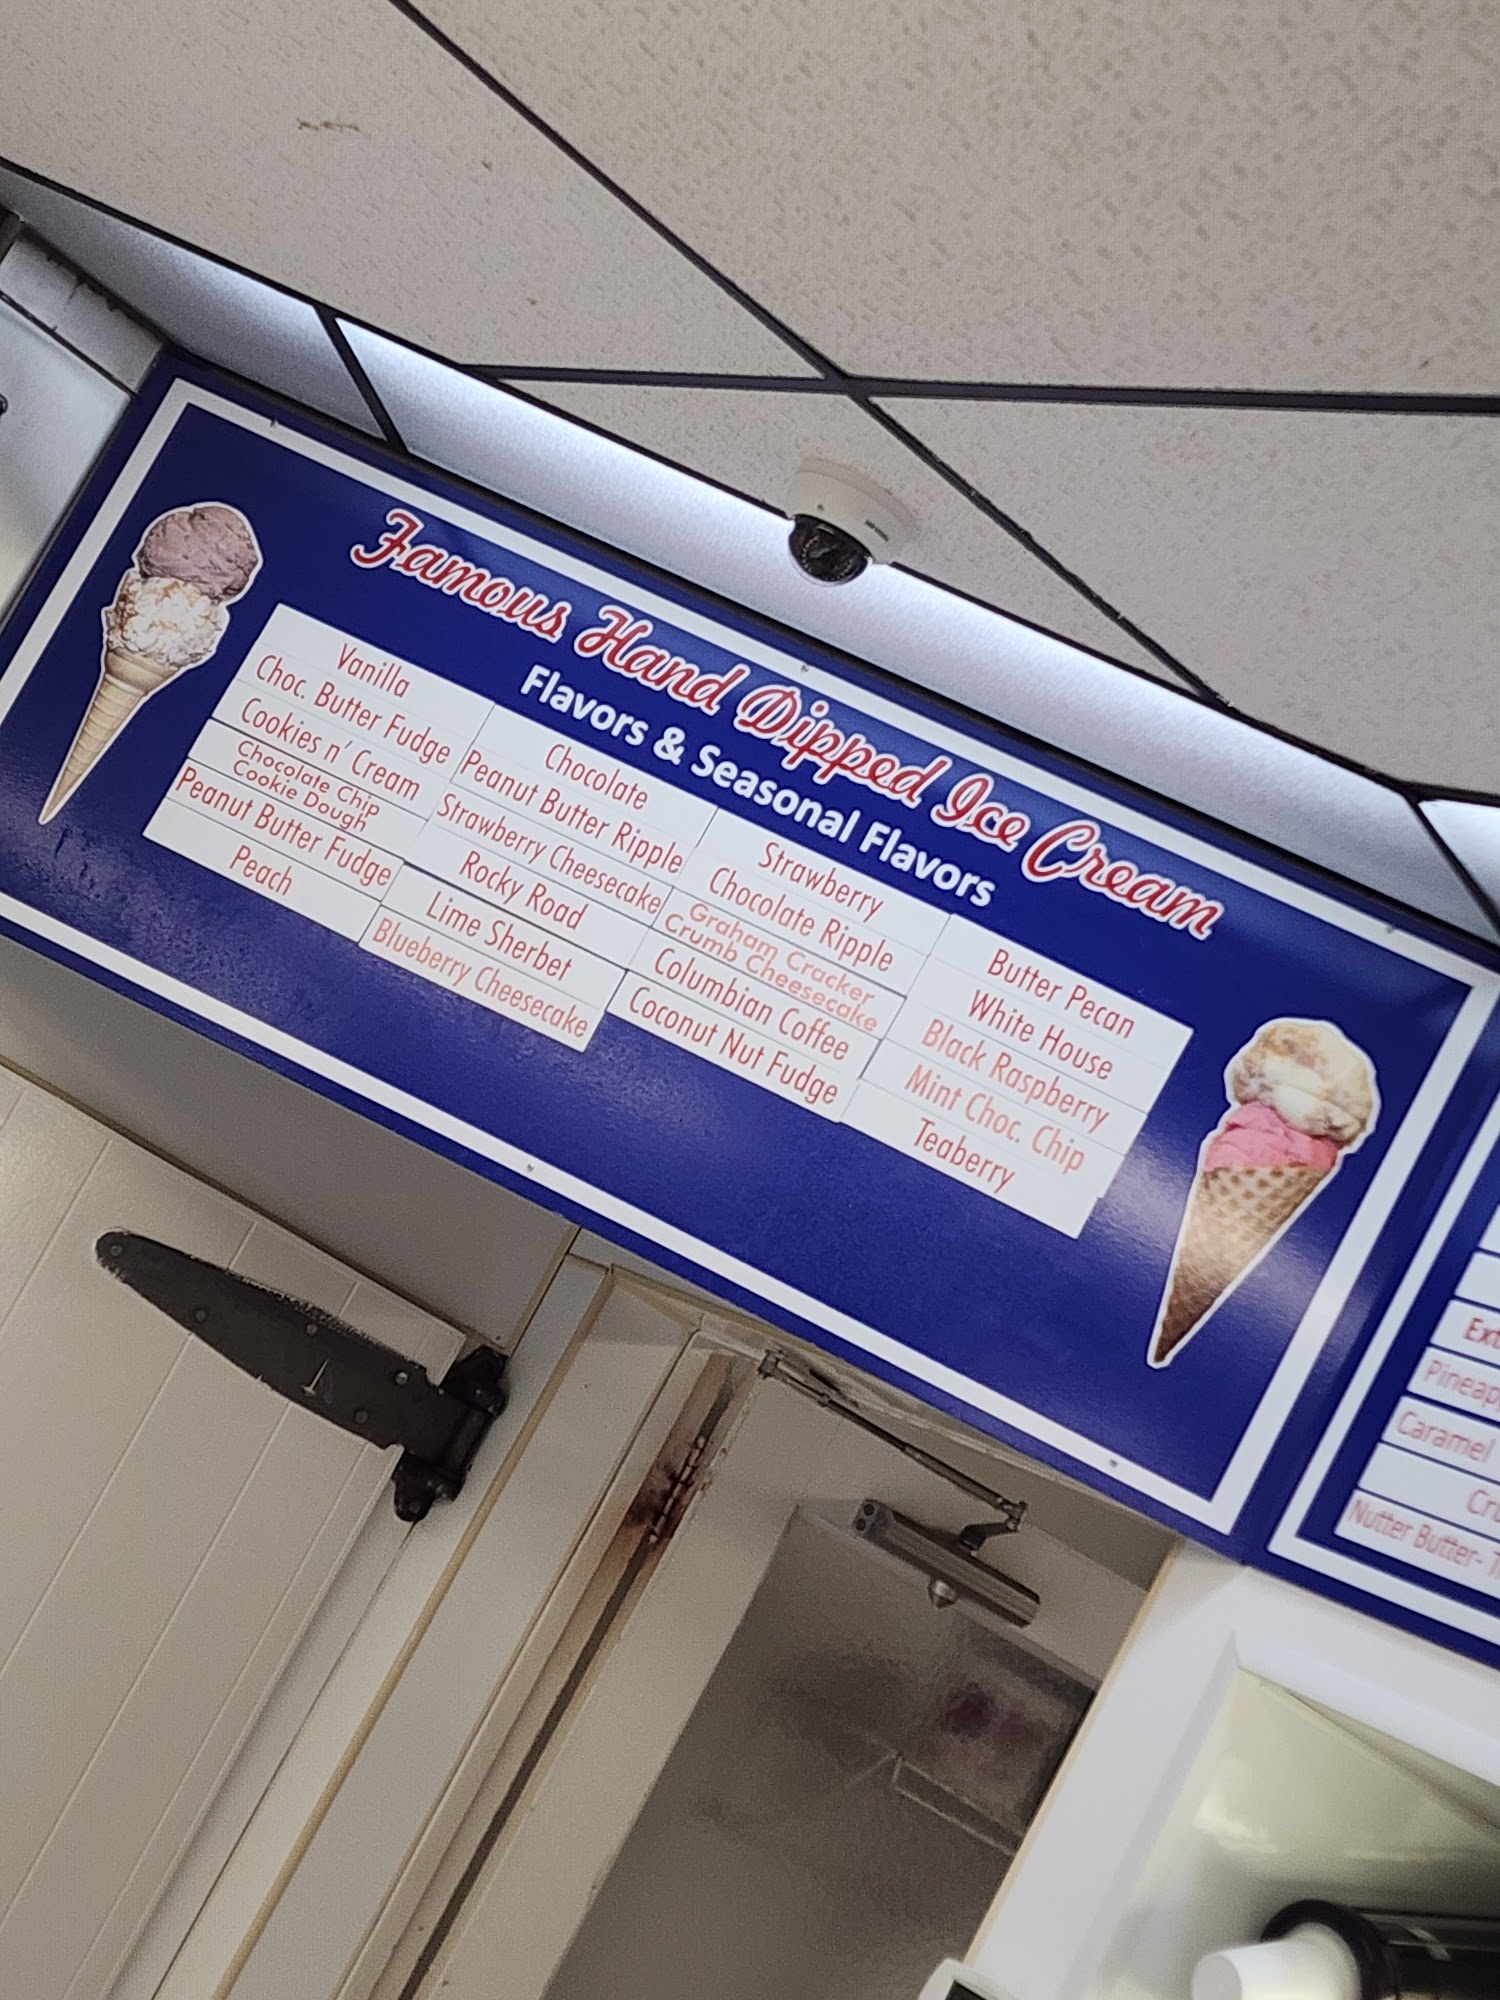 Famous Hand Dipped Ice Cream
Flavors & Seasonal Flavors
Vanilla
Choc. Butter Fudge
Cookies n' Cream
Chocolate Chip
Cookie Dough
Peanut Butter Fudge
Peach
Chocolate
Peanut Butter Ripple
Strawberry Cheesecake
Rocky Road
Lime Sherbet
Blueberry Cheesecake
Strawberry
Chocolate Ripple
Graham Cracker
Crumb Cheesecake
Columbian Coffee
Coconut Nut Fudge
Butter Pecan
White House
Black Raspberry
Mint Choc. Chip
Teaberry
Caramel
Nutter Butter-